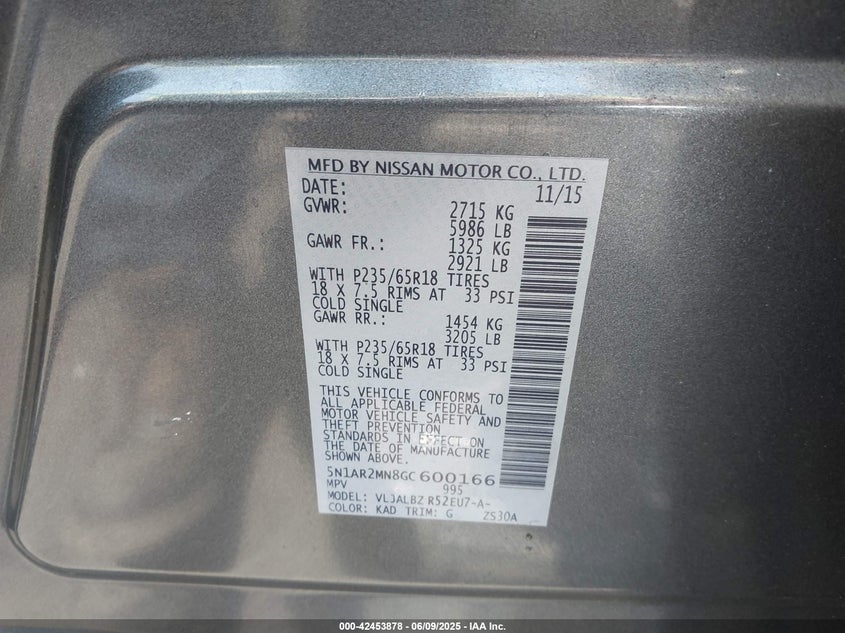 MFD BY NISSAN MOTOR CO., LTD.
DATE: 11/15
GVWR: 2715 KG
5986 LB
GAWR FR.: 1325 KG
2921 LB
WITH P235/65R18 TIRES
18 X 7.5 RIMS AT 33 PSI
COLD SINGLE
GAWR RR.: 1454 KG
3205 LB
WITH P235/65R18 TIRES
18 X 7.5 RIMS AT 33 PSI
COLD SINGLE
THIS VEHICLE CONFORMS TO
ALL APPLICABLE FEDERAL
MOTOR VEHICLE SAFETY AND
THEFT PREVENTION
STANDARDS IN EFFECTION
THE DATE OF MANUFACTURE
SHOWN ABOVE.
5N1AR2MN8GC600166
MPV 995
MODEL: VLJALBZ R52EU7-A-
COLOR: KAD TRIM: G ZS30A
000-42453878 - 06/09/2025 - IAA Inc.